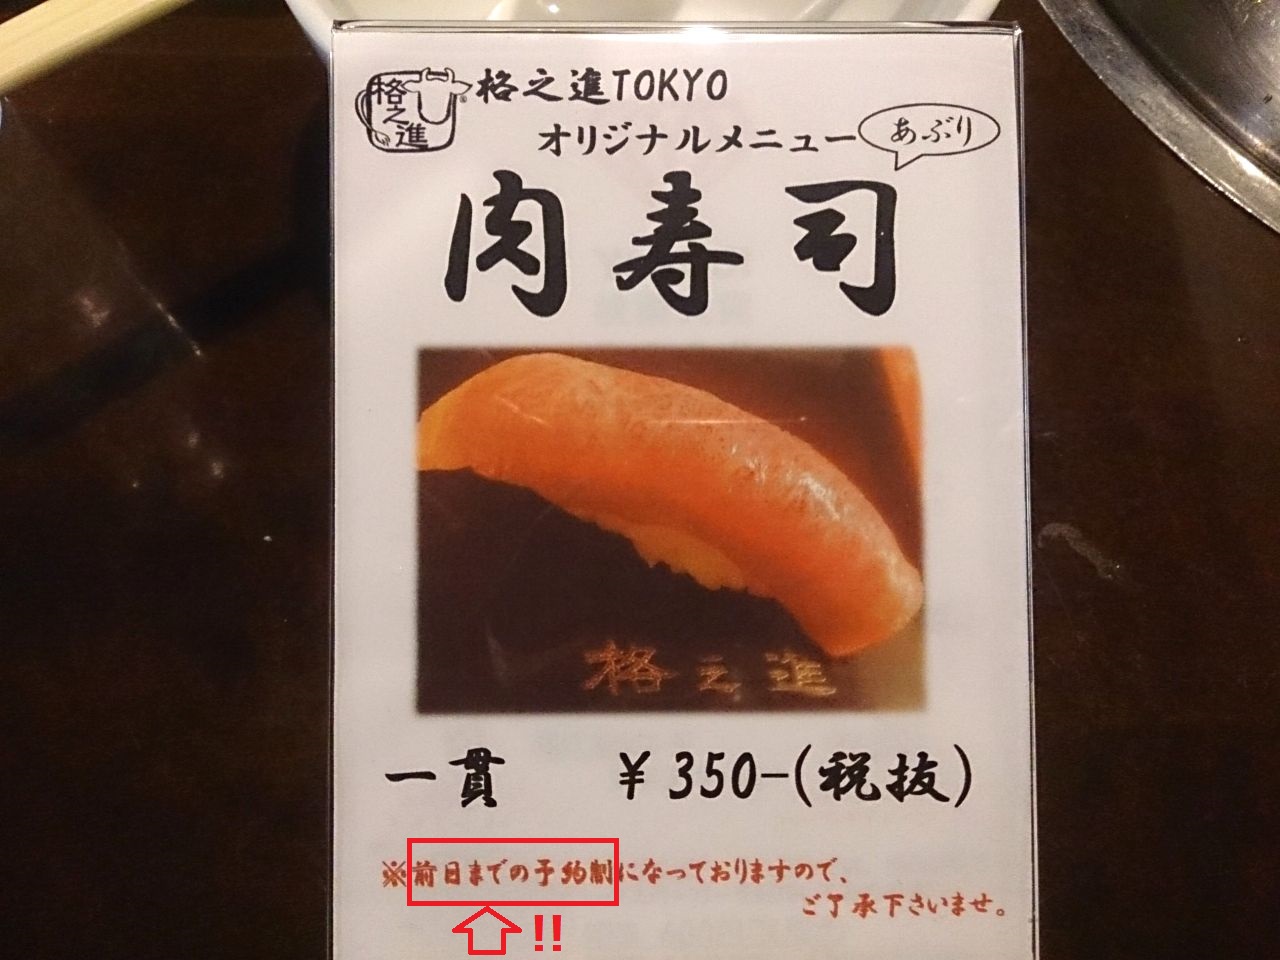 格之進
格之進TOKYO
オリジナルメニュー
あぶり
肉寿司
格之進
一貫 ¥350-(税抜)
※前日までの予約割になっておりますので、
ご了承下さいませ。
!!